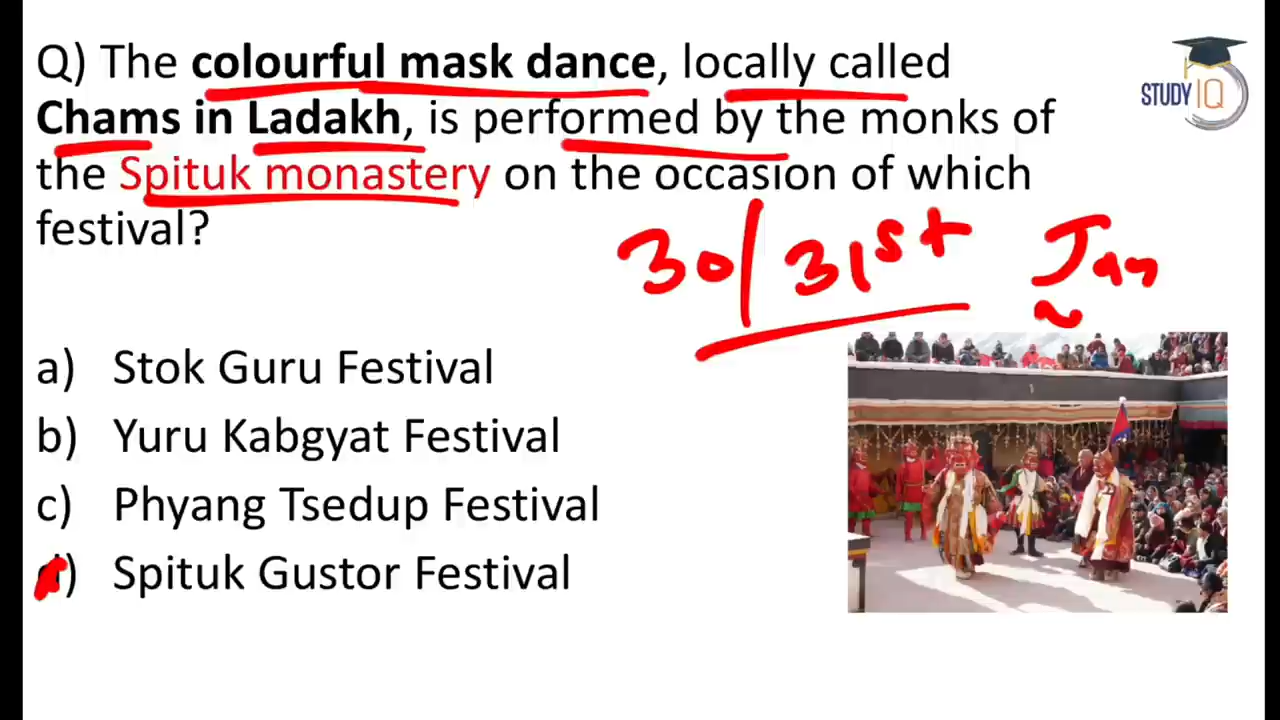 Q) The colourful mask dance, locally called
Chams in Ladakh, is performed by the monks of
the Spituk monastery on the occasion of which
festival?
STUDY IQ
30/31st Jan
a) Stok Guru Festival
b) Yuru Kabgyat Festival
c) Phyang Tsedup Festival
d) Spituk Gustor Festival